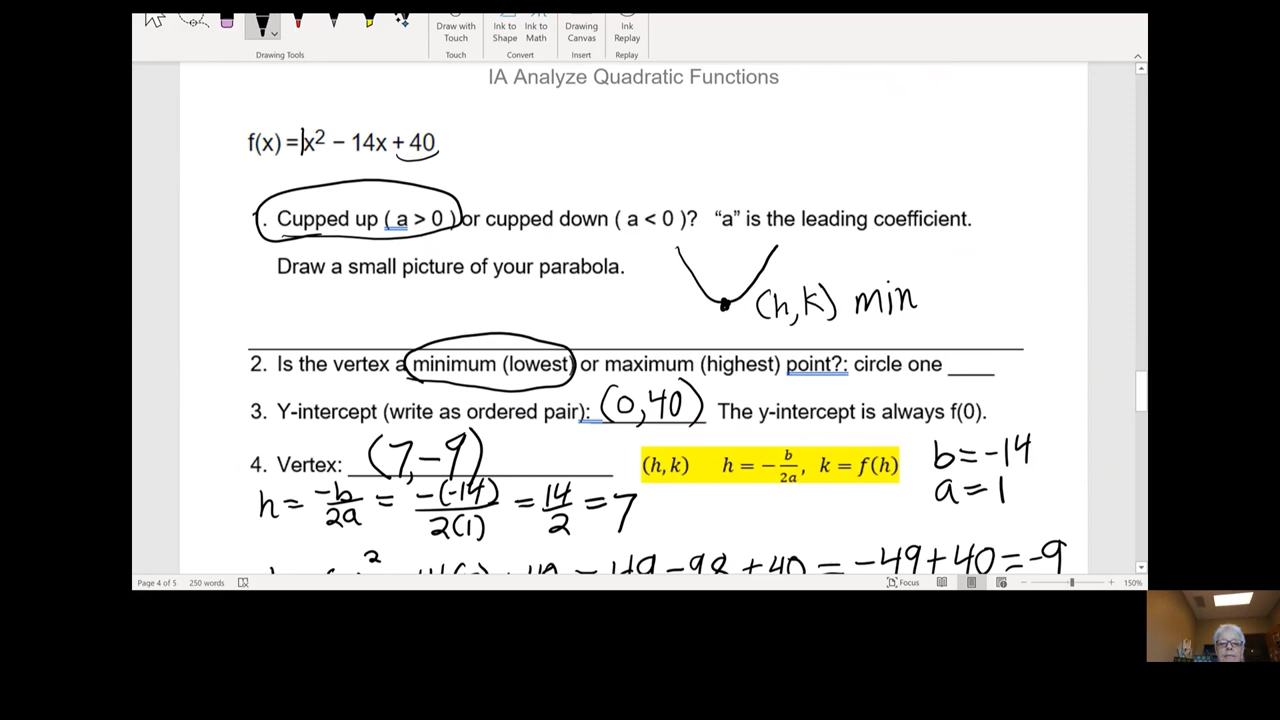 Draw with Touch
Ink to Shape
Ink to Math
Drawing Canvas
Ink Replay
Drawing Tools
Touch
Convert
Insert
Replay
IA Analyze Quadratic Functions
f(x) = x² − 14x + 40
1. Cupped up ( a > 0 ) or cupped down ( a < 0 )? “a” is the leading coefficient.
Draw a small picture of your parabola.
(h,k) min
2. Is the vertex a minimum (lowest) or maximum (highest) point?: circle one ____
3. Y-intercept (write as ordered pair): (0,40) The y-intercept is always f(0).
4. Vertex: (7,-9) (h, k) h = − b/2a, k = f(h) b = -14
a = 1
h = -b/2a = -(-14)/2(1) = 14/2 = 7
= 49 - 98 + 40 = -49 + 40 = -9
Page 4 of 5 250 words Focus 150%